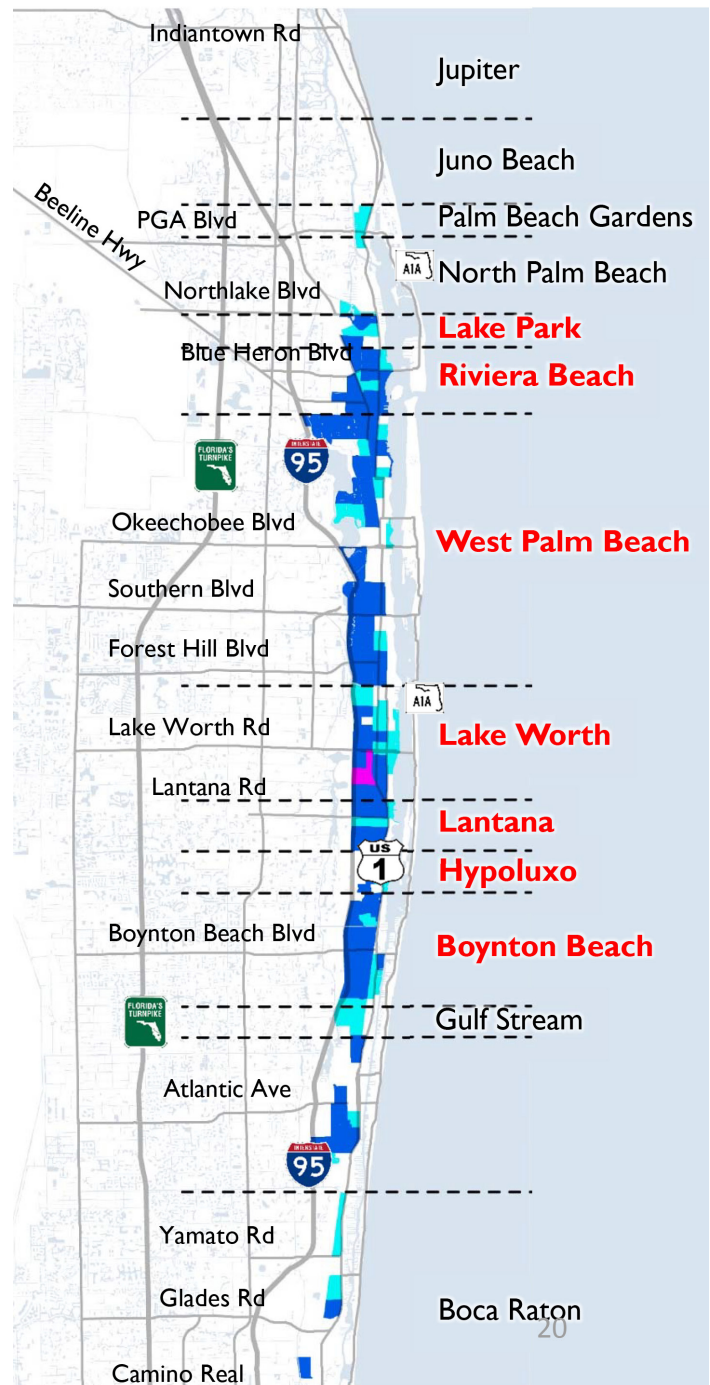 Indiantown Rd
Jupiter
Juno Beach
Beeline Hwy
PGA Blvd
Palm Beach Gardens
A1A
North Palm Beach
Northlake Blvd
Lake Park
Blue Heron Blvd
Riviera Beach
FLORIDA'S
TURNPIKE
INTERSTATE
95
Okeechobee Blvd
West Palm Beach
Southern Blvd
Forest Hill Blvd
A1A
Lake Worth Rd
Lake Worth
Lantana Rd
Lantana
US
1
Hypoluxo
Boynton Beach Blvd
Boynton Beach
FLORIDA'S
TURNPIKE
Gulf Stream
Atlantic Ave
INTERSTATE
95
Yamato Rd
Glades Rd
Boca Raton
20
Camino Real